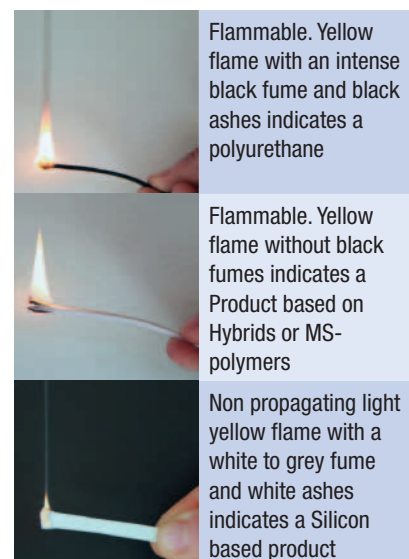 Flammable. Yellow
flame with an intense
black fume and black
ashes indicates a
polyurethane
Flammable. Yellow
flame without black
fumes indicates a
Product based on
Hybrids or MS-
polymers
Non propagating light
yellow flame with a
white to grey fume
and white ashes
indicates a Silicon
based product